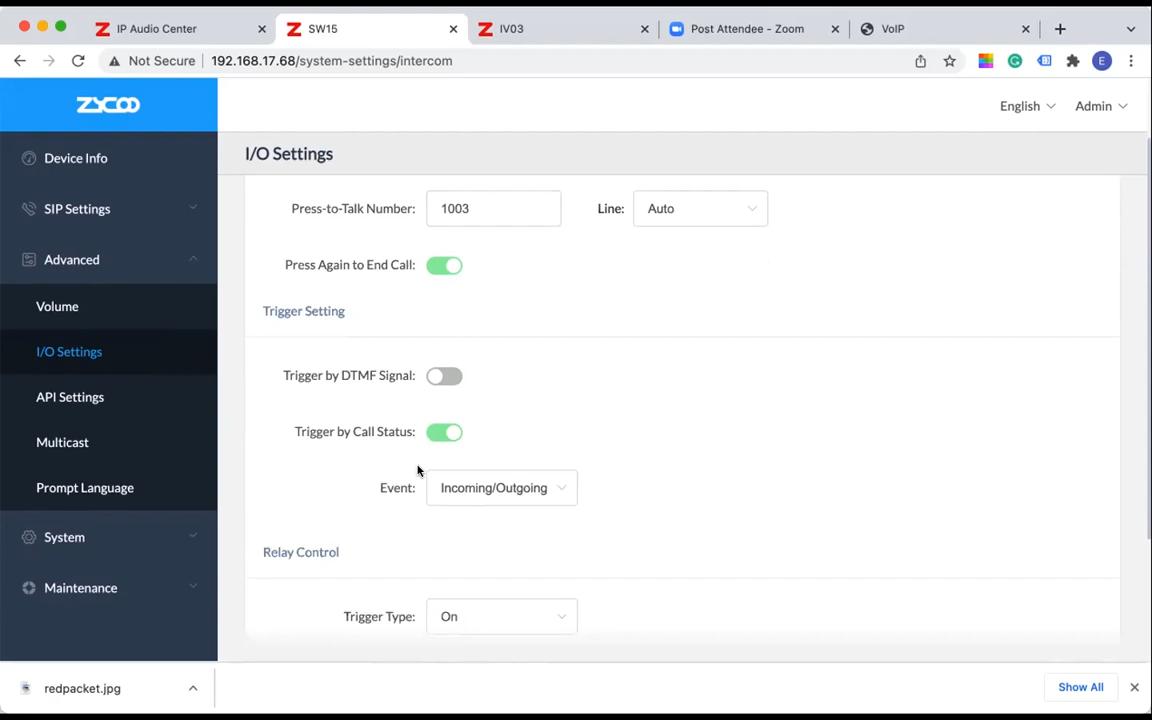 IP Audio Center
SW15
IV03
Post Attendee - Zoom
VoIP
Not Secure 192.168.17.68/system-settings/intercom
E
ZYCOO
English
Admin
Device Info
SIP Settings
Advanced
Volume
I/O Settings
API Settings
Multicast
Prompt Language
System
Maintenance
I/O Settings
Press-to-Talk Number: 1003 Line: Auto
Press Again to End Call:
Trigger Setting
Trigger by DTMF Signal:
Trigger by Call Status:
Event: Incoming/Outgoing
Relay Control
Trigger Type: On
redpacket.jpg
Show All